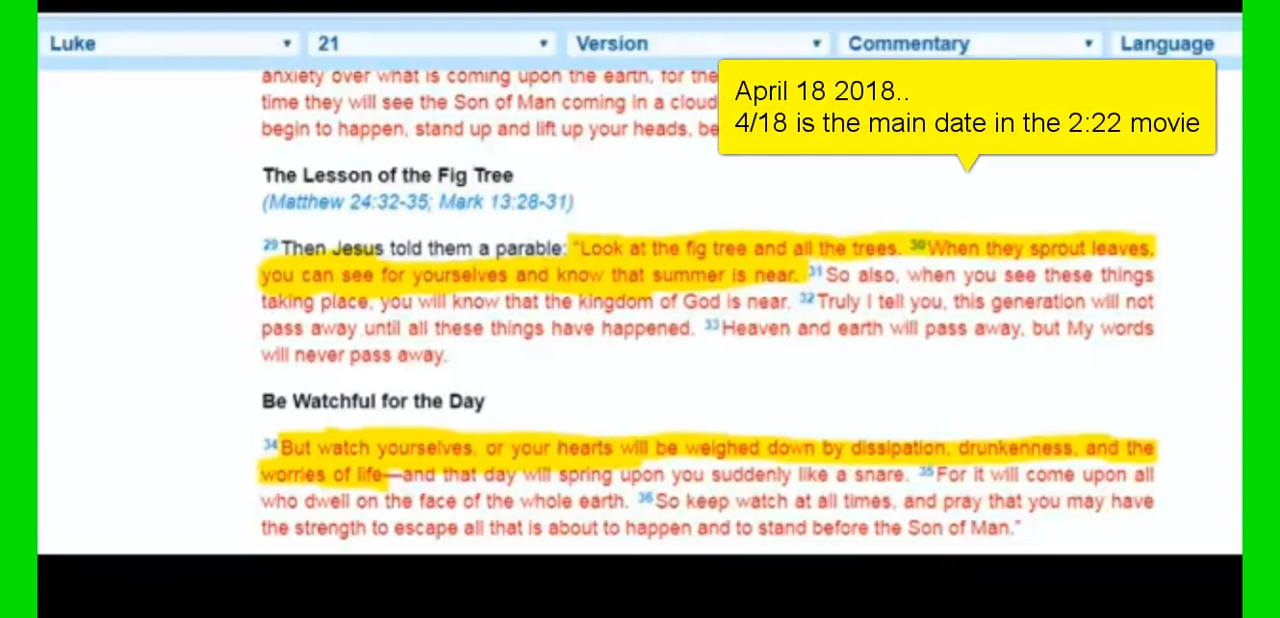 Luke 21 Version Commentary Language
April 18 2018..
4/18 is the main date in the 2:22 movie
anxiety over what is coming upon the earth, for the
time they will see the Son of Man coming in a cloud
begin to happen, stand up and lift up your heads, be
The Lesson of the Fig Tree
(Matthew 24:32-35; Mark 13:28-31)
29 Then Jesus told them a parable: "Look at the fig tree and all the trees. 30 When they sprout leaves,
you can see for yourselves and know that summer is near. 31 So also, when you see these things
taking place, you will know that the kingdom of God is near. 32 Truly I tell you, this generation will not
pass away until all these things have happened. 33 Heaven and earth will pass away, but My words
will never pass away.
Be Watchful for the Day
34 But watch yourselves, or your hearts will be weighed down by dissipation, drunkenness, and the
worries of life—and that day will spring upon you suddenly like a snare. 35 For it will come upon all
who dwell on the face of the whole earth. 36 So keep watch at all times, and pray that you may have
the strength to escape all that is about to happen and to stand before the Son of Man."